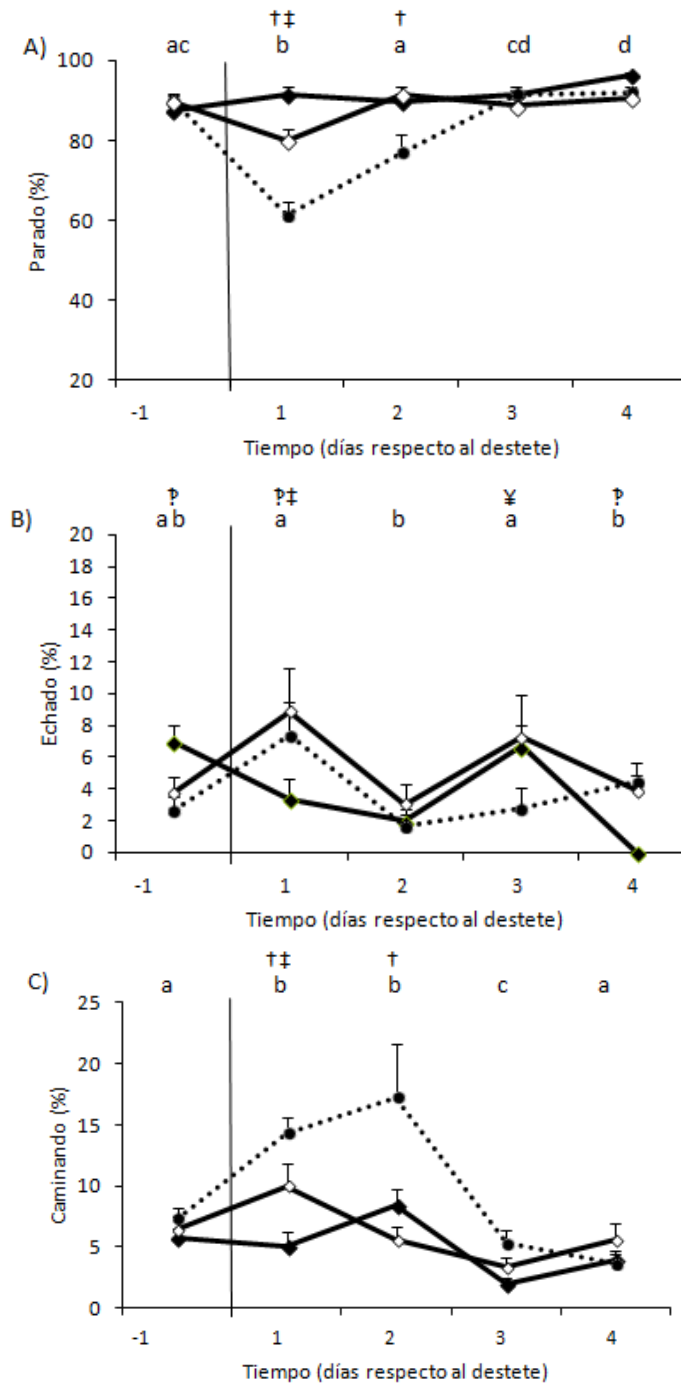 †‡ †
A) ac b a cd d
100
80
60
40
20
Parado (%)
-1 1 2 3 4
Tiempo (días respecto al destete)
‽ ‽‡ ¥ ‽
B) a b a b a b
20
18
16
14
12
10
8
6
4
2
0
Echado (%)
-1 1 2 3 4
Tiempo (días respecto al destete)
†‡ †
C) a b b c a
25
20
15
10
5
0
Caminando (%)
-1 1 2 3 4
Tiempo (días respecto al destete)